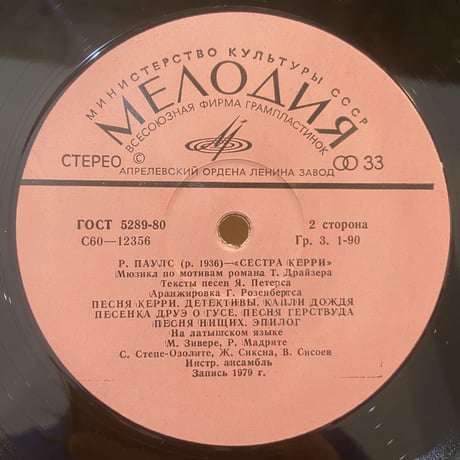 МИНИСТЕРСТВО КУЛЬТУРЫ СССР
МЕЛОДИЯ
ВСЕСОЮЗНАЯ ФИРМА ГРАМПЛАСТИНОК
СТЕРЕО © 33
АПРЕЛЕВСКИЙ ОРДЕНА ЛЕНИНА ЗАВОД
ГОСТ 5289-80 2 сторона
С60—12356 Гр. 3. 1-90
Р. ПАУЛС (р. 1936)—«СЕСТРА КЕРРИ»
Мюзикл по мотивам романа Т. Драйзера
Тексты песен Я. Петерса
Аранжировка Г. Розенбергса
ПЕСНЯ КЕРРИ. ДЕТЕКТИВЫ. КАПЛИ ДОЖДЯ
ПЕСЕНКА ДРУЭ О ГУСЕ. ПЕСНЯ ГЕРСТВУДА
ПЕСНЯ НИЩИХ. ЭПИЛОГ
На латышском языке
М. Зивере, Р. Мадрите
С. Степе-Озолите, Ж. Сиксна, В. Сисоев
Инстр. ансамбль
Запись 1979 г.